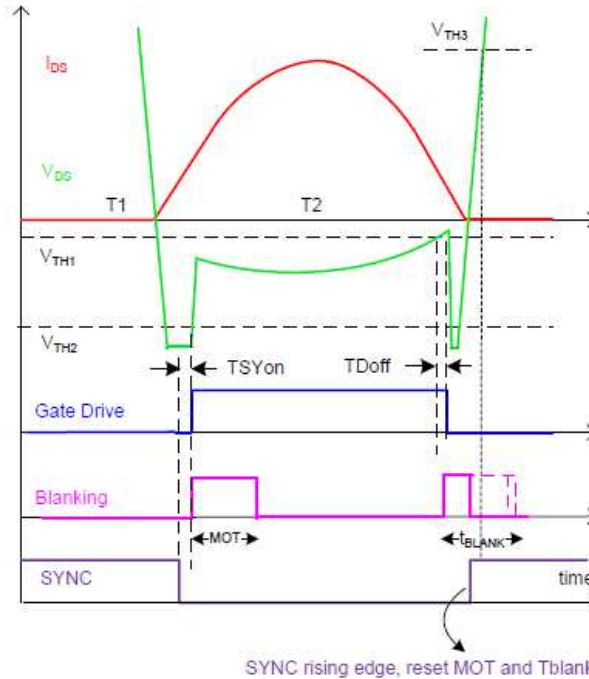 VTH3
IDS
VDS
T1
T2
VTH1
VTH2
TSYon
TDoff
Gate Drive
Blanking
MOT
tBLANK
SYNC
time
SYNC rising edge, reset MOT and Tblank